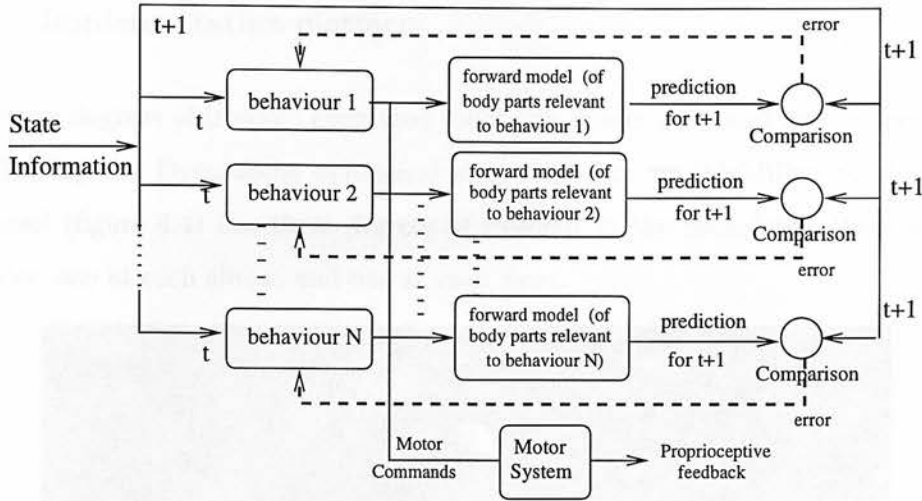 t+1
error
t+1
behaviour 1
forward model (of
body parts relevant
to behaviour 1)
prediction
for t+1
Comparison
t
State
Information
behaviour 2
forward model (of
body parts relevant
to behaviour 2)
prediction
for t+1
Comparison
t+1
t
error
behaviour N
forward model (of
body parts relevant
to behaviour N)
prediction
for t+1
Comparison
t+1
t
error
Motor
Commands
Motor
System
Proprioceptive
feedback